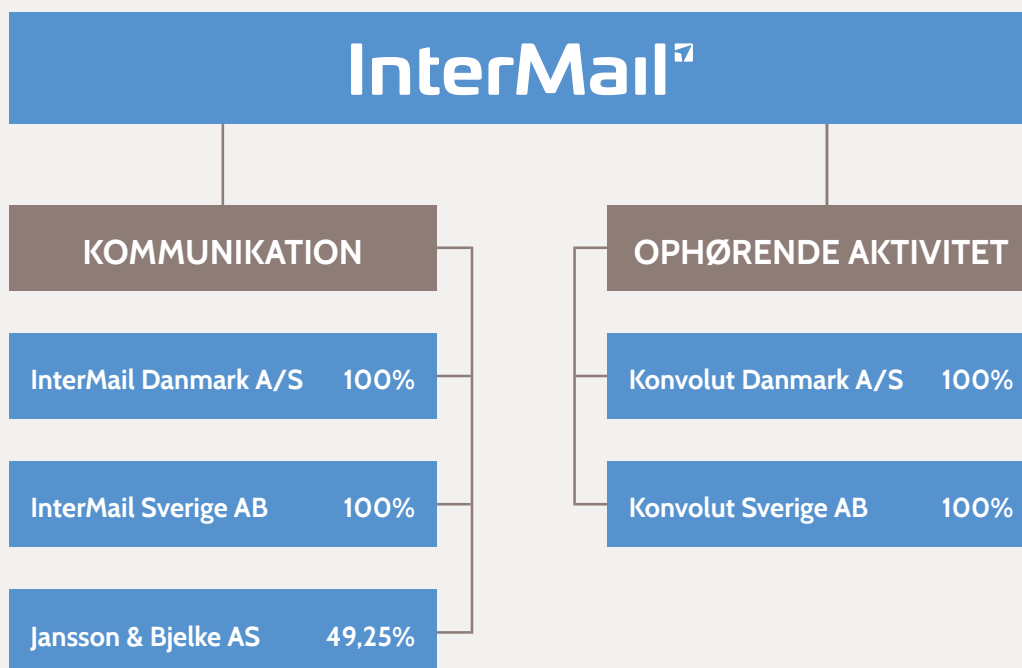 InterMail
KOMMUNIKATION
InterMail Danmark A/S 100%
InterMail Sverige AB 100%
Jansson & Bjelke AS 49,25%
OPHØRENDE AKTIVITET
Konvolut Danmark A/S 100%
Konvolut Sverige AB 100%